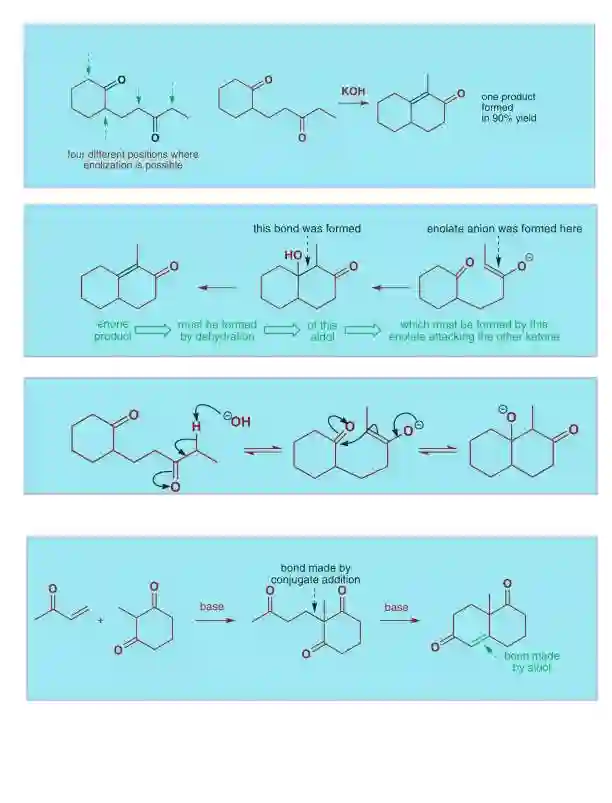 O
O
O
O
O
KOH
one product
formed
in 90% yield
four different positions where
enolization is possible
this bond was formed
enolate anion was formed here
O
HO
O
O
O⊖
enone
product
must be formed
by dehydration
of this
aldol
which must be formed by this
enolate attacking the other ketone
O
H
⊖OH
O
O
O⊖
⊖O
O
O
+
O
O
base
bond made by
conjugate addition
O
O
O
base
O
O
bond made
by aldol